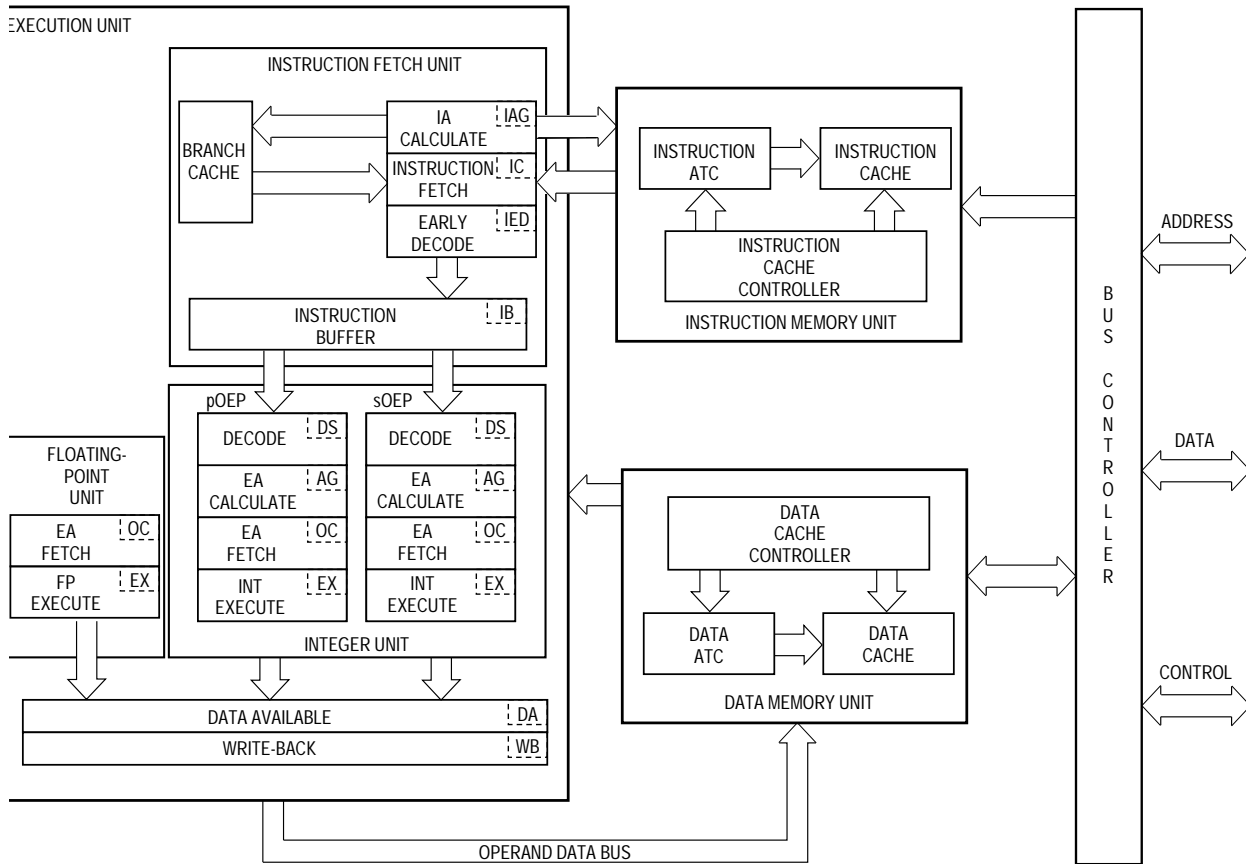 EXECUTION UNIT
INSTRUCTION FETCH UNIT
BRANCH
CACHE
IA
CALCULATE
IAG
INSTRUCTION
FETCH
IC
EARLY
DECODE
IED
INSTRUCTION
BUFFER
IB
INSTRUCTION
ATC
INSTRUCTION
CACHE
INSTRUCTION
CACHE
CONTROLLER
INSTRUCTION MEMORY UNIT
BUS CONTROLLER
ADDRESS
DATA
CONTROL
pOEP
DECODE
DS
EA
CALCULATE
AG
EA
FETCH
OC
INT
EXECUTE
EX
sOEP
DECODE
DS
EA
CALCULATE
AG
EA
FETCH
OC
INT
EXECUTE
EX
INTEGER UNIT
FLOATING-
POINT
UNIT
EA
FETCH
OC
FP
EXECUTE
EX
DATA
CACHE
CONTROLLER
DATA
ATC
DATA
CACHE
DATA MEMORY UNIT
DATA AVAILABLE
DA
WRITE-BACK
WB
OPERAND DATA BUS